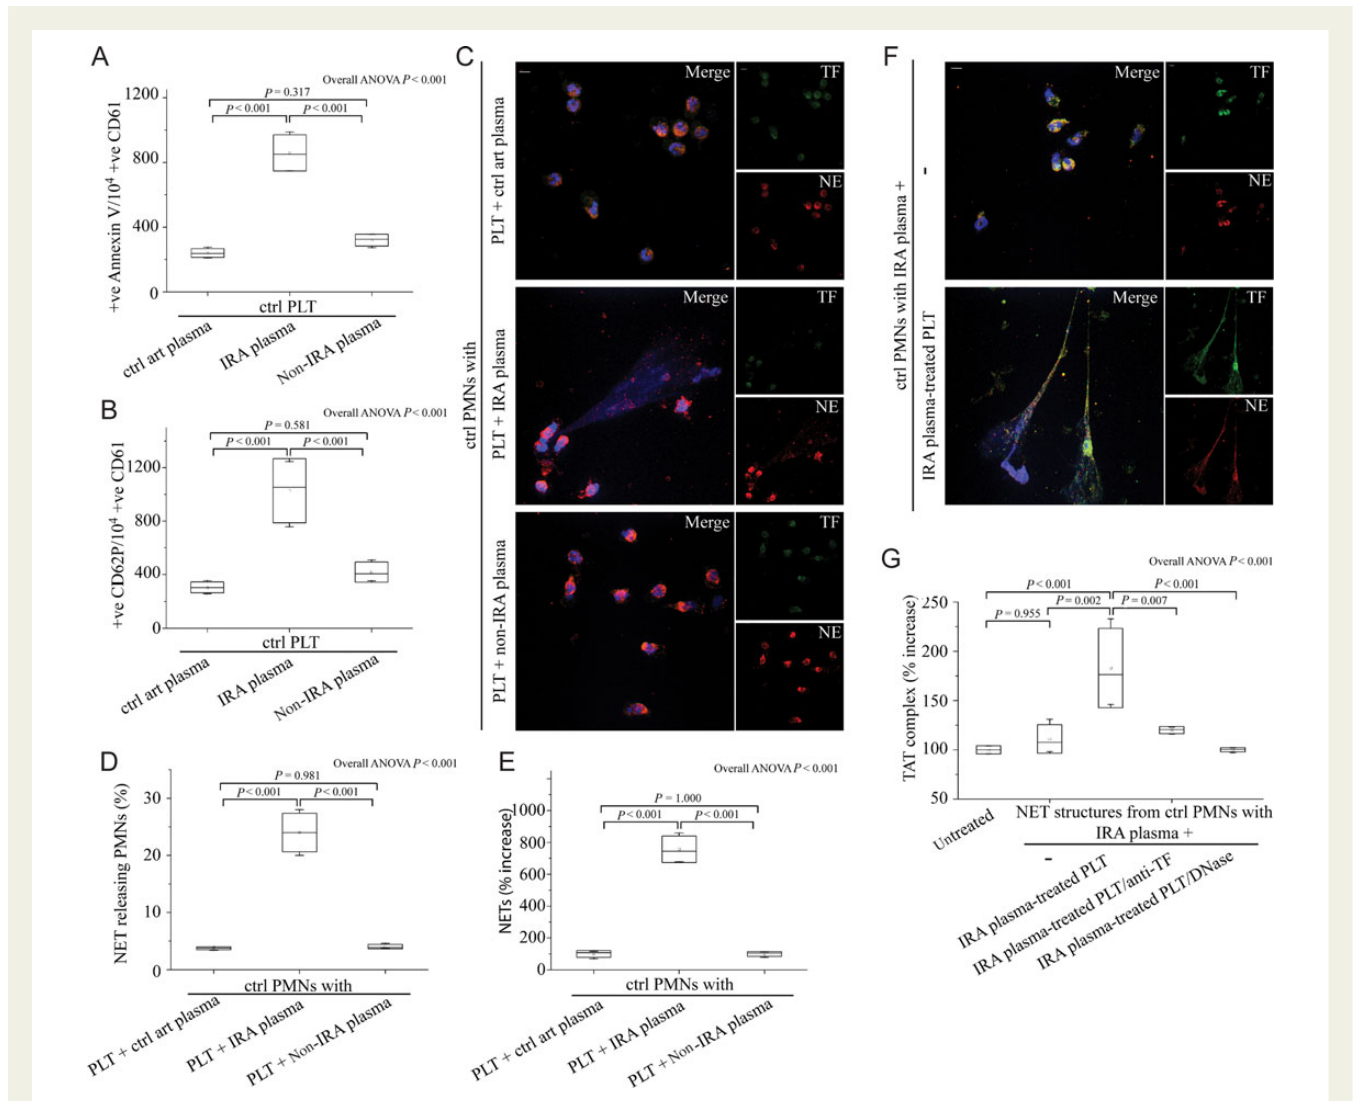 A
Overall ANOVA P < 0.001
P = 0.317
P < 0.001
P < 0.001
+ve Annexin V/10⁴ +ve CD61
1200
800
400
0
ctrl PLT
ctrl art plasma
IRA plasma
Non-IRA plasma
B
Overall ANOVA P < 0.001
P = 0.581
P < 0.001
P < 0.001
+ve CD62P/10⁴ +ve CD61
1200
800
400
0
ctrl PLT
ctrl art plasma
IRA plasma
Non-IRA plasma
C
ctrl PMNs with
PLT + ctrl art plasma
Merge
TF
NE
PLT + IRA plasma
Merge
TF
NE
PLT + non-IRA plasma
Merge
TF
NE
D
Overall ANOVA P < 0.001
P = 0.981
P < 0.001
P < 0.001
NET releasing PMNs (%)
30
20
10
0
ctrl PMNs with
PLT + ctrl art plasma
PLT + IRA plasma
PLT + Non-IRA plasma
E
Overall ANOVA P < 0.001
P = 1.000
P < 0.001
P < 0.001
NETs (% increase)
1000
800
600
400
200
0
ctrl PMNs with
PLT + ctrl art plasma
PLT + IRA plasma
PLT + Non-IRA plasma
F
ctrl PMNs with IRA plasma +
-
Merge
TF
NE
IRA plasma-treated PLT
Merge
TF
NE
G
Overall ANOVA P < 0.001
P < 0.001
P < 0.001
P = 0.002
P = 0.007
P = 0.955
TAT complex (% increase)
250
200
150
100
50
Untreated
NET structures from ctrl PMNs with
IRA plasma +
-
IRA plasma-treated PLT
IRA plasma-treated PLT/anti-TF
IRA plasma-treated PLT/DNase